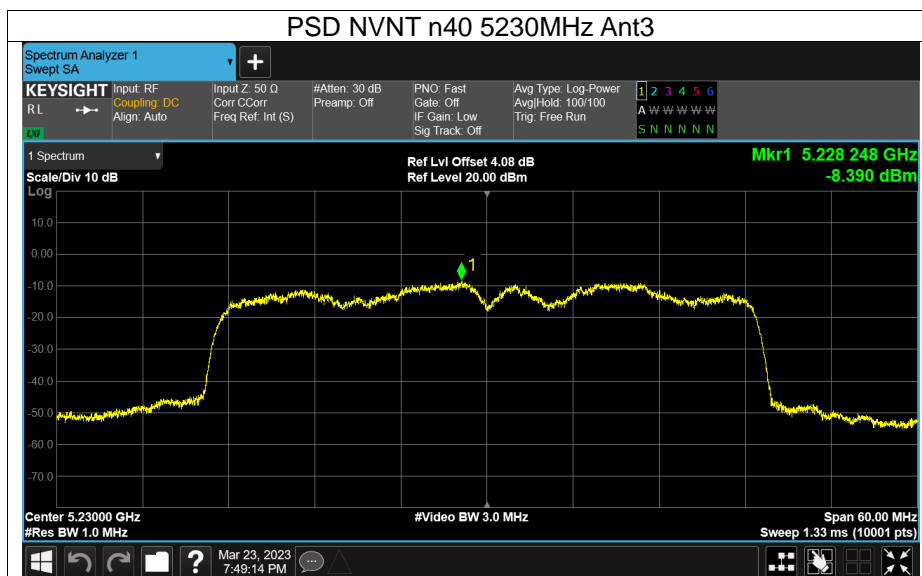 PSD NVNT n40 5230MHz Ant3
Spectrum Analyzer 1
Swept SA
+
KEYSIGHT
R L
LXI
Input: RF
Coupling: DC
Align: Auto
Input Z: 50 Ω
Corr CCorr
Freq Ref: Int (S)
#Atten: 30 dB
Preamp: Off
PNO: Fast
Gate: Off
IF Gain: Low
Sig Track: Off
Avg Type: Log-Power
Avg|Hold: 100/100
Trig: Free Run
1 2 3 4 5 6
A W W W W W
S N N N N N
1 Spectrum
Scale/Div 10 dB
Ref Lvl Offset 4.08 dB
Ref Level 20.00 dBm
Mkr1 5.228 248 GHz
-8.390 dBm
Log
10.0
0.00
-10.0
-20.0
-30.0
-40.0
-50.0
-60.0
-70.0
1
Center 5.23000 GHz
#Res BW 1.0 MHz
#Video BW 3.0 MHz
Span 60.00 MHz
Sweep 1.33 ms (10001 pts)
?
Mar 23, 2023
7:49:14 PM
...